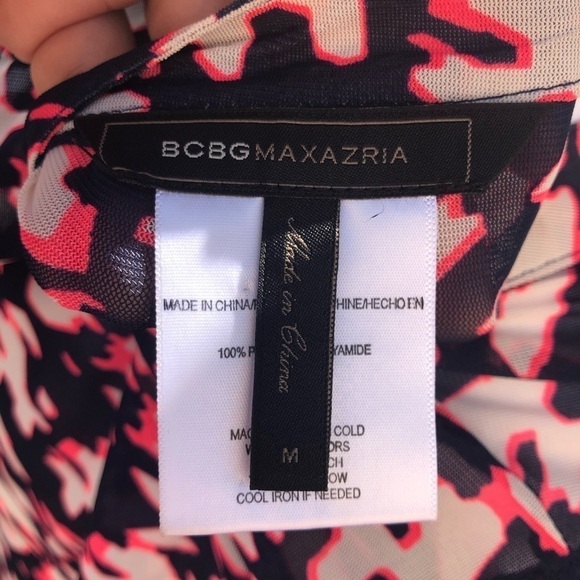 BCBGMAXAZRIA
Made in China
M
MADE IN CHINA/ HINE/HECHO EN
100% P YAMIDE
MAC COLD
W ORS
CH
OW
COOL IRON IF NEEDED